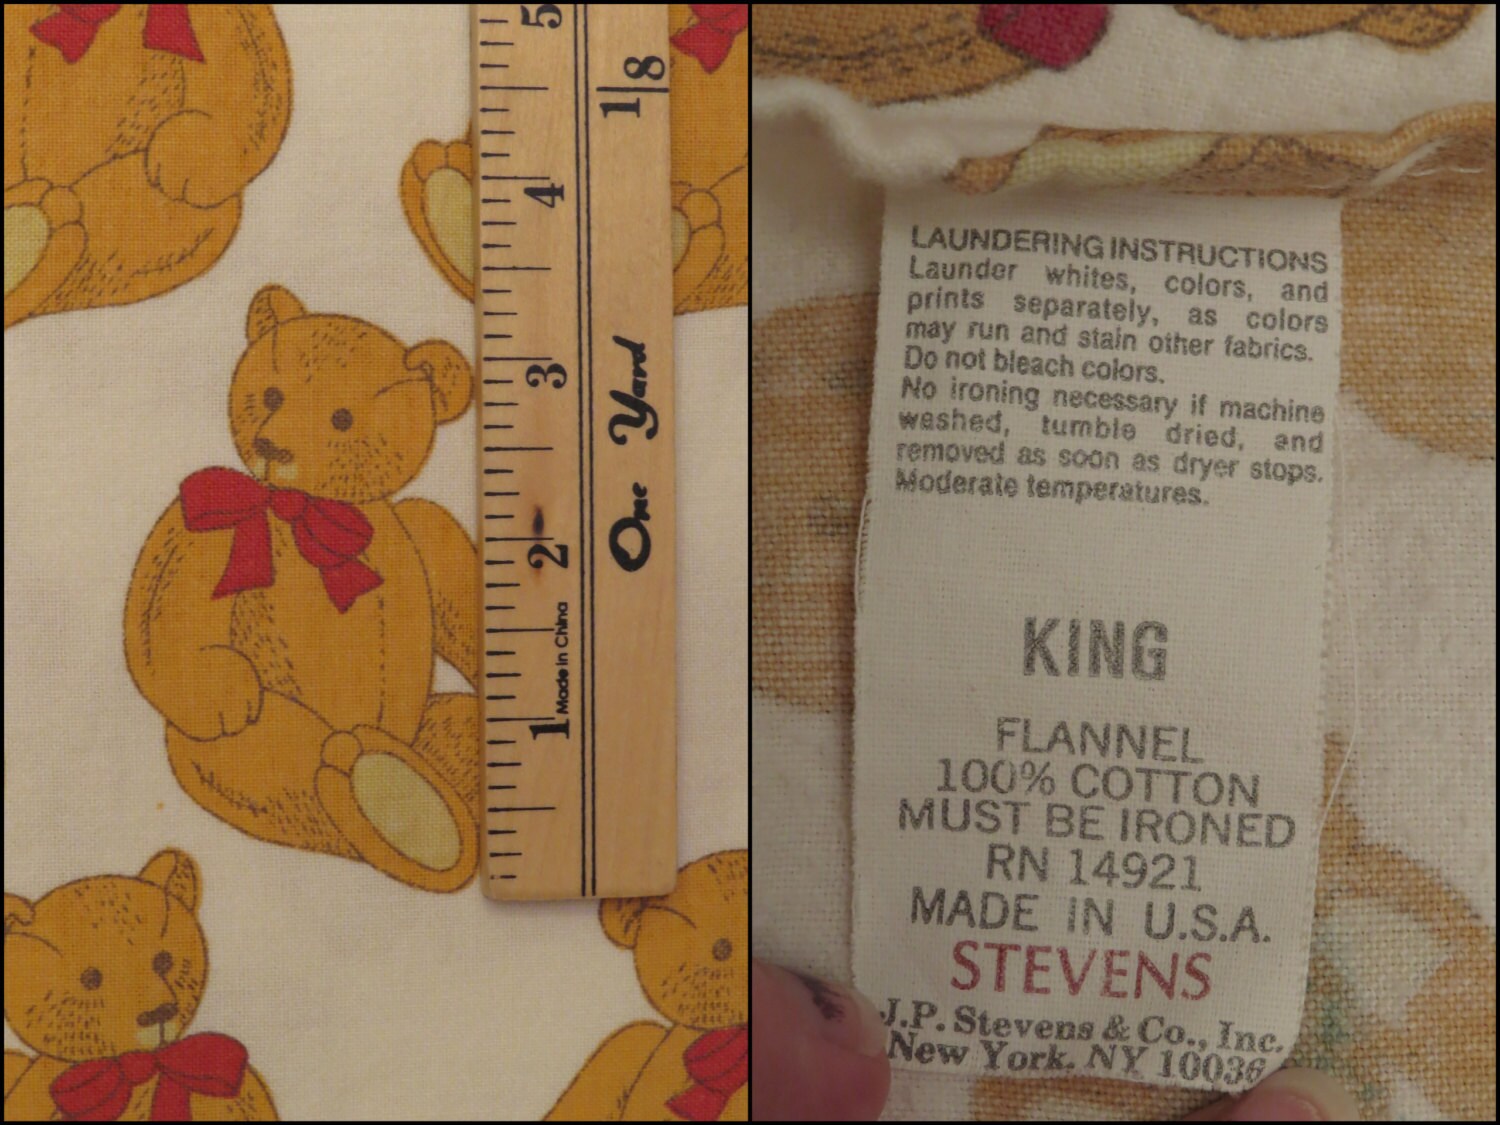 5
1/8
4
3
One Yard
2
Made in China
1
LAUNDERING INSTRUCTIONS
Launder whites, colors, and
prints separately, as colors
may run and stain other fabrics.
Do not bleach colors.
No ironing necessary if machine
washed, tumble dried, and
removed as soon as dryer stops.
Moderate temperatures.
KING
FLANNEL
100% COTTON
MUST BE IRONED
RN 14921
MADE IN U.S.A.
STEVENS
J.P. Stevens & Co., Inc.
New York. NY 10036